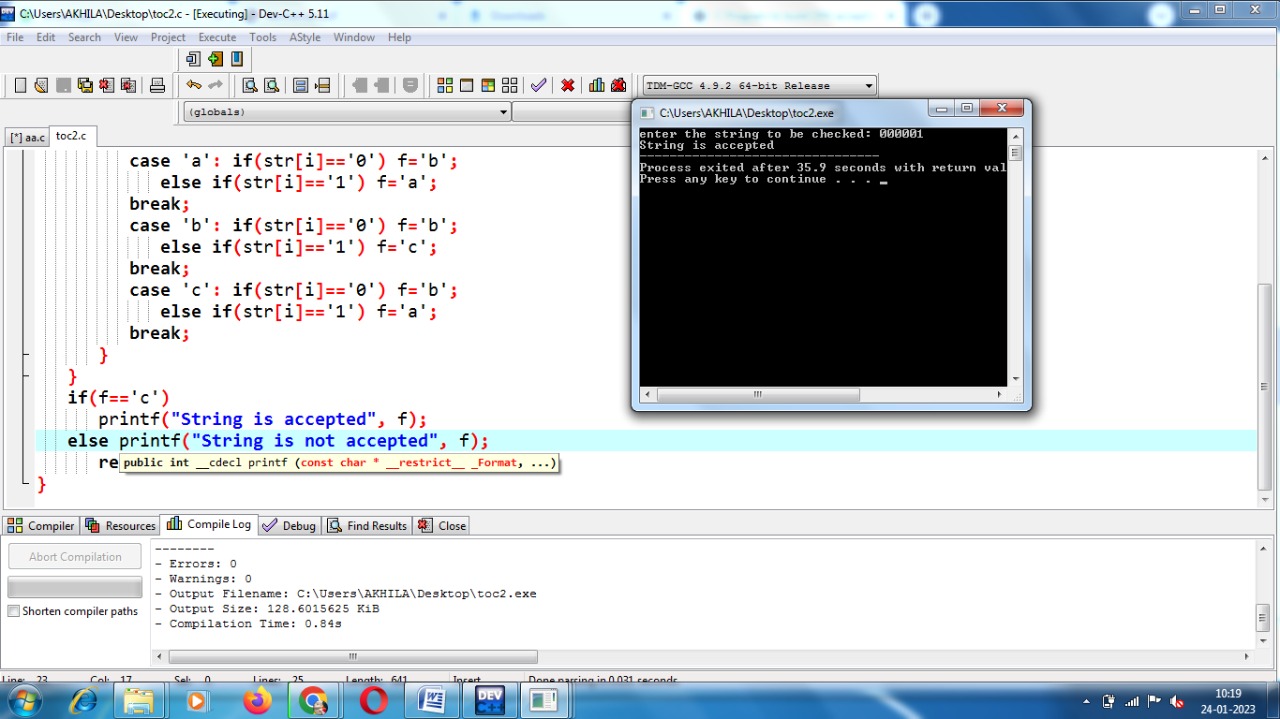 C:\Users\AKHILA\Desktop\toc2.c - [Executing] - Dev-C++ 5.11
File Edit Search View Project Execute Tools AStyle Window Help
TDM-GCC 4.9.2 64-bit Release
(globals)
[*] aa.c toc2.c
C:\Users\AKHILA\Desktop\toc2.exe
enter the string to be checked: 000001
String is accepted
--------------------------------
Process exited after 35.9 seconds with return val
Press any key to continue . . . _
case 'a': if(str[i]=='0') f='b';
else if(str[i]=='1') f='a';
break;
case 'b': if(str[i]=='0') f='b';
else if(str[i]=='1') f='c';
break;
case 'c': if(str[i]=='0') f='b';
else if(str[i]=='1') f='a';
break;
}
}
if(f=='c')
printf("String is accepted", f);
else printf("String is not accepted", f);
re
public int __cdecl printf (const char * __restrict__ _Format, ...)
}
Compiler Resources Compile Log Debug Find Results Close
Abort Compilation
Shorten compiler paths
--------
- Errors: 0
- Warnings: 0
- Output Filename: C:\Users\AKHILA\Desktop\toc2.exe
- Output Size: 128.6015625 KiB
- Compilation Time: 0.84s
Line: 23 Col: 17 Sel: 0 Lines: 25 Length: 641 Insert Done parsing in 0.031 seconds
DEV C++
10:19
24-01-2023